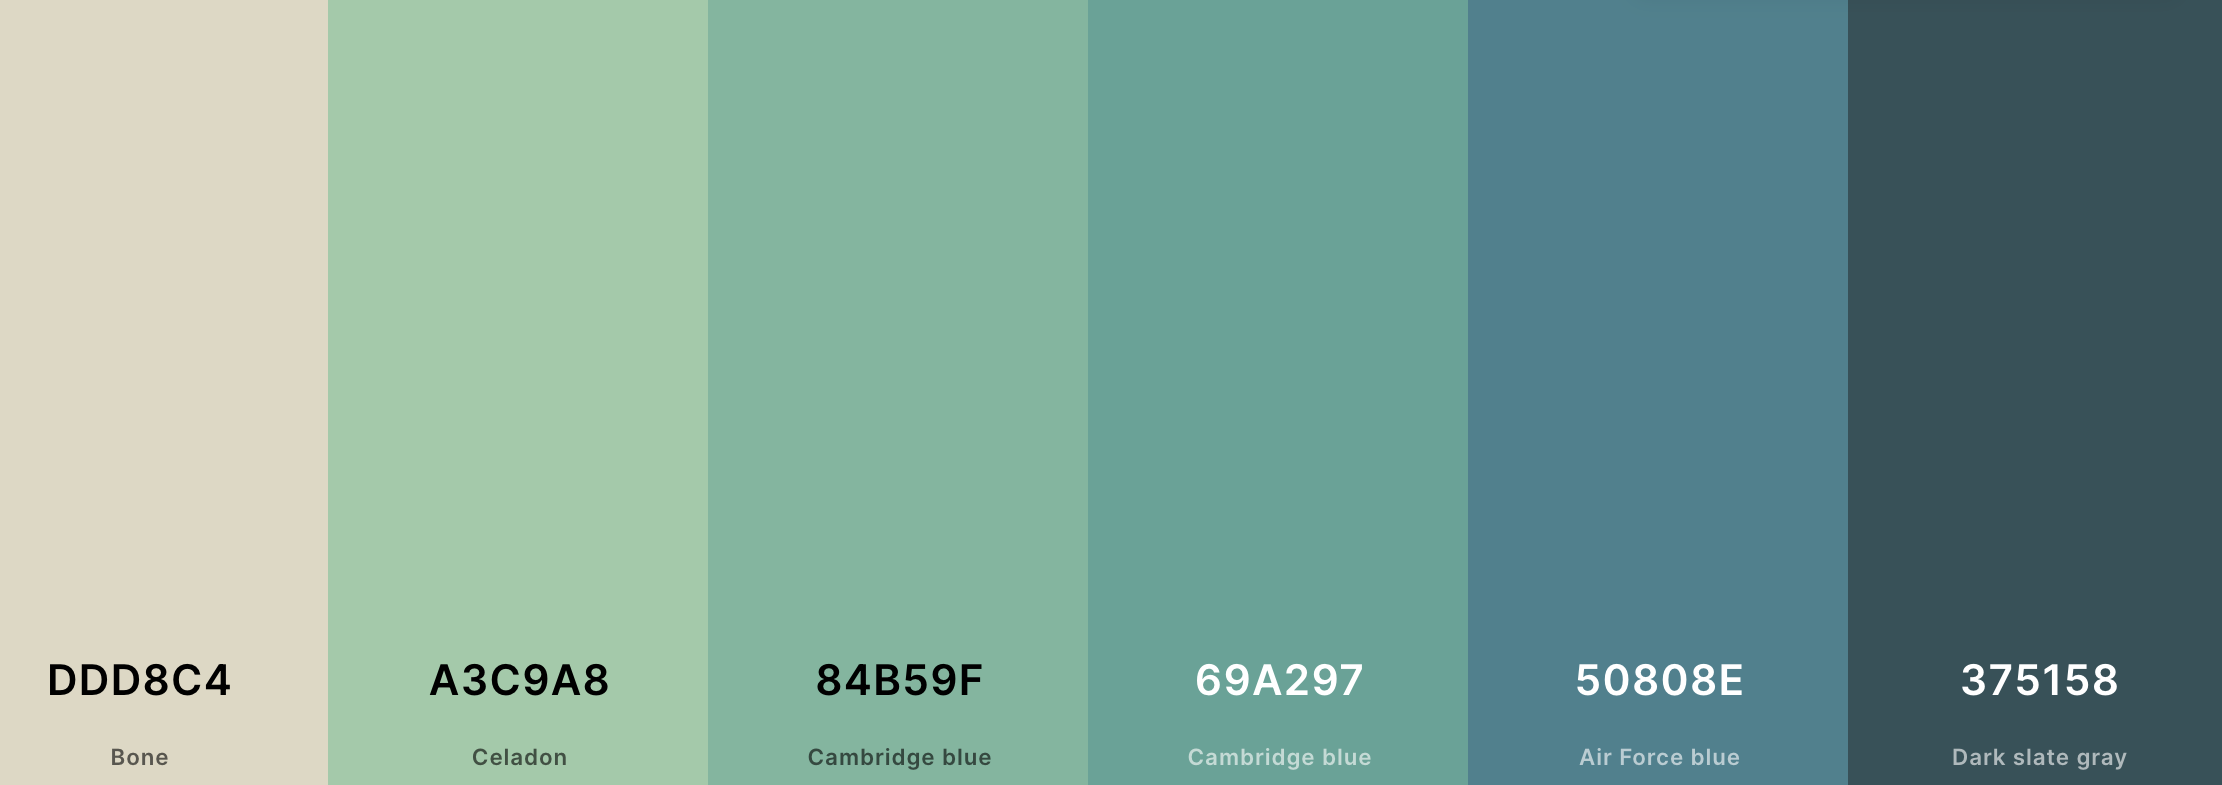 DDD8C4
Bone
A3C9A8
Celadon
84B59F
Cambridge blue
69A297
Cambridge blue
50808E
Air Force blue
375158
Dark slate gray